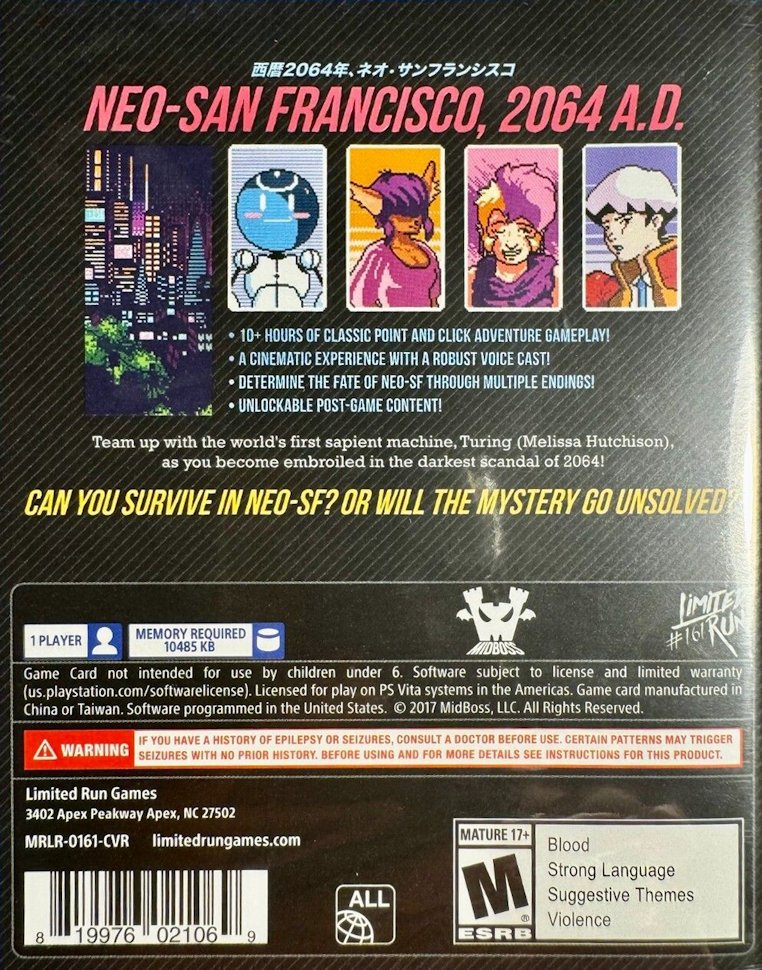 西暦2064年、ネオ・サンフランシスコ
NEO-SAN FRANCISCO, 2064 A.D.
• 10+ HOURS OF CLASSIC POINT AND CLICK ADVENTURE GAMEPLAY!
• A CINEMATIC EXPERIENCE WITH A ROBUST VOICE CAST!
• DETERMINE THE FATE OF NEO-SF THROUGH MULTIPLE ENDINGS!
• UNLOCKABLE POST-GAME CONTENT!
Team up with the world's first sapient machine, Turing (Melissa Hutchison),
as you become embroiled in the darkest scandal of 2064!
CAN YOU SURVIVE IN NEO-SF? OR WILL THE MYSTERY GO UNSOLVED?
1 PLAYER
MEMORY REQUIRED
10485 KB
MIDBOSS
LIMITED
#161 RUN
Game Card not intended for use by children under 6. Software subject to license and limited warranty
(us.playstation.com/softwarelicense). Licensed for play on PS Vita systems in the Americas. Game card manufactured in
China or Taiwan. Software programmed in the United States. © 2017 MidBoss, LLC. All Rights Reserved.
WARNING
IF YOU HAVE A HISTORY OF EPILEPSY OR SEIZURES, CONSULT A DOCTOR BEFORE USE. CERTAIN PATTERNS MAY TRIGGER
SEIZURES WITH NO PRIOR HISTORY. BEFORE USING AND FOR MORE DETAILS SEE INSTRUCTIONS FOR THIS PRODUCT.
Limited Run Games
3402 Apex Peakway Apex, NC 27502
MRLR-0161-CVR limitedrungames.com
8 19976 02106 9
ALL
MATURE 17+
M
®
ESRB
Blood
Strong Language
Suggestive Themes
Violence